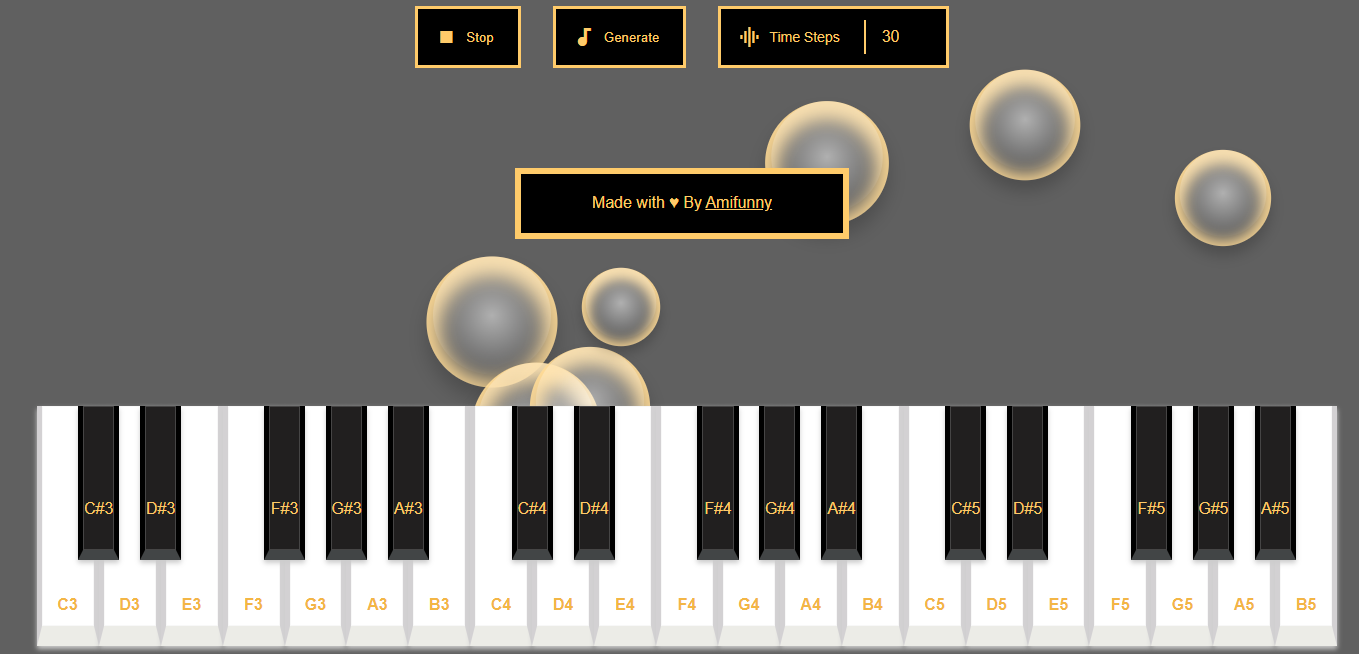 Stop
Generate
Time Steps
30
Made with ♥ By Amifunny
C#3 D#3 F#3 G#3 A#3 C#4 D#4 F#4 G#4 A#4 C#5 D#5 F#5 G#5 A#5
C3 D3 E3 F3 G3 A3 B3 C4 D4 E4 F4 G4 A4 B4 C5 D5 E5 F5 G5 A5 B5